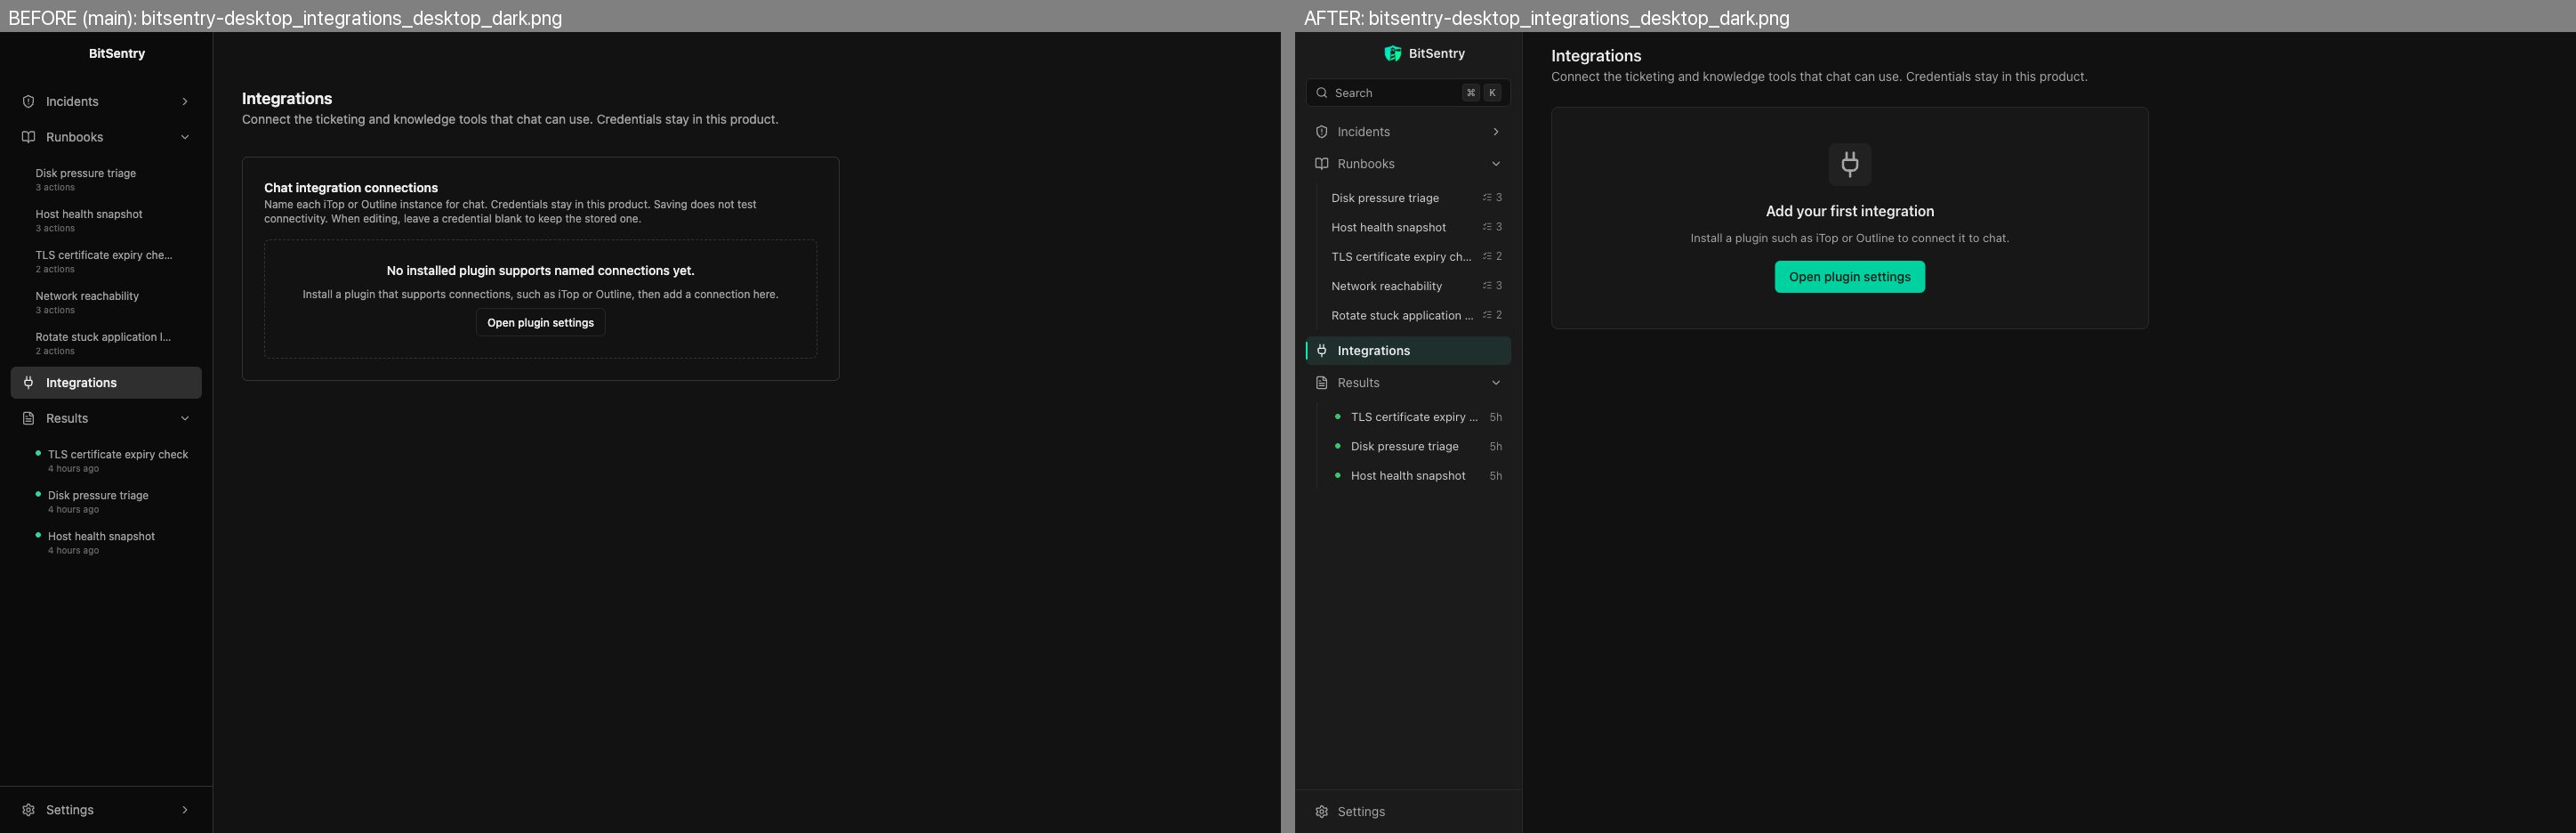 BEFORE (main): bitsentry-desktop_integrations_desktop_dark.png
BitSentry
Incidents
Runbooks
Disk pressure triage
3 actions
Host health snapshot
3 actions
TLS certificate expiry che...
2 actions
Network reachability
3 actions
Rotate stuck application l...
2 actions
Integrations
Results
TLS certificate expiry check
4 hours ago
Disk pressure triage
4 hours ago
Host health snapshot
4 hours ago
Settings
Integrations
Connect the ticketing and knowledge tools that chat can use. Credentials stay in this product.
Chat integration connections
Name each iTop or Outline instance for chat. Credentials stay in this product. Saving does not test
connectivity. When editing, leave a credential blank to keep the stored one.
No installed plugin supports named connections yet.
Install a plugin that supports connections, such as iTop or Outline, then add a connection here.
Open plugin settings
AFTER: bitsentry-desktop_integrations_desktop_dark.png
BitSentry
Search ⌘ K
Incidents
Runbooks
Disk pressure triage 3
Host health snapshot 3
TLS certificate expiry ch... 2
Network reachability 3
Rotate stuck application ... 2
Integrations
Results
TLS certificate expiry ... 5h
Disk pressure triage 5h
Host health snapshot 5h
Settings
Integrations
Connect the ticketing and knowledge tools that chat can use. Credentials stay in this product.
Add your first integration
Install a plugin such as iTop or Outline to connect it to chat.
Open plugin settings